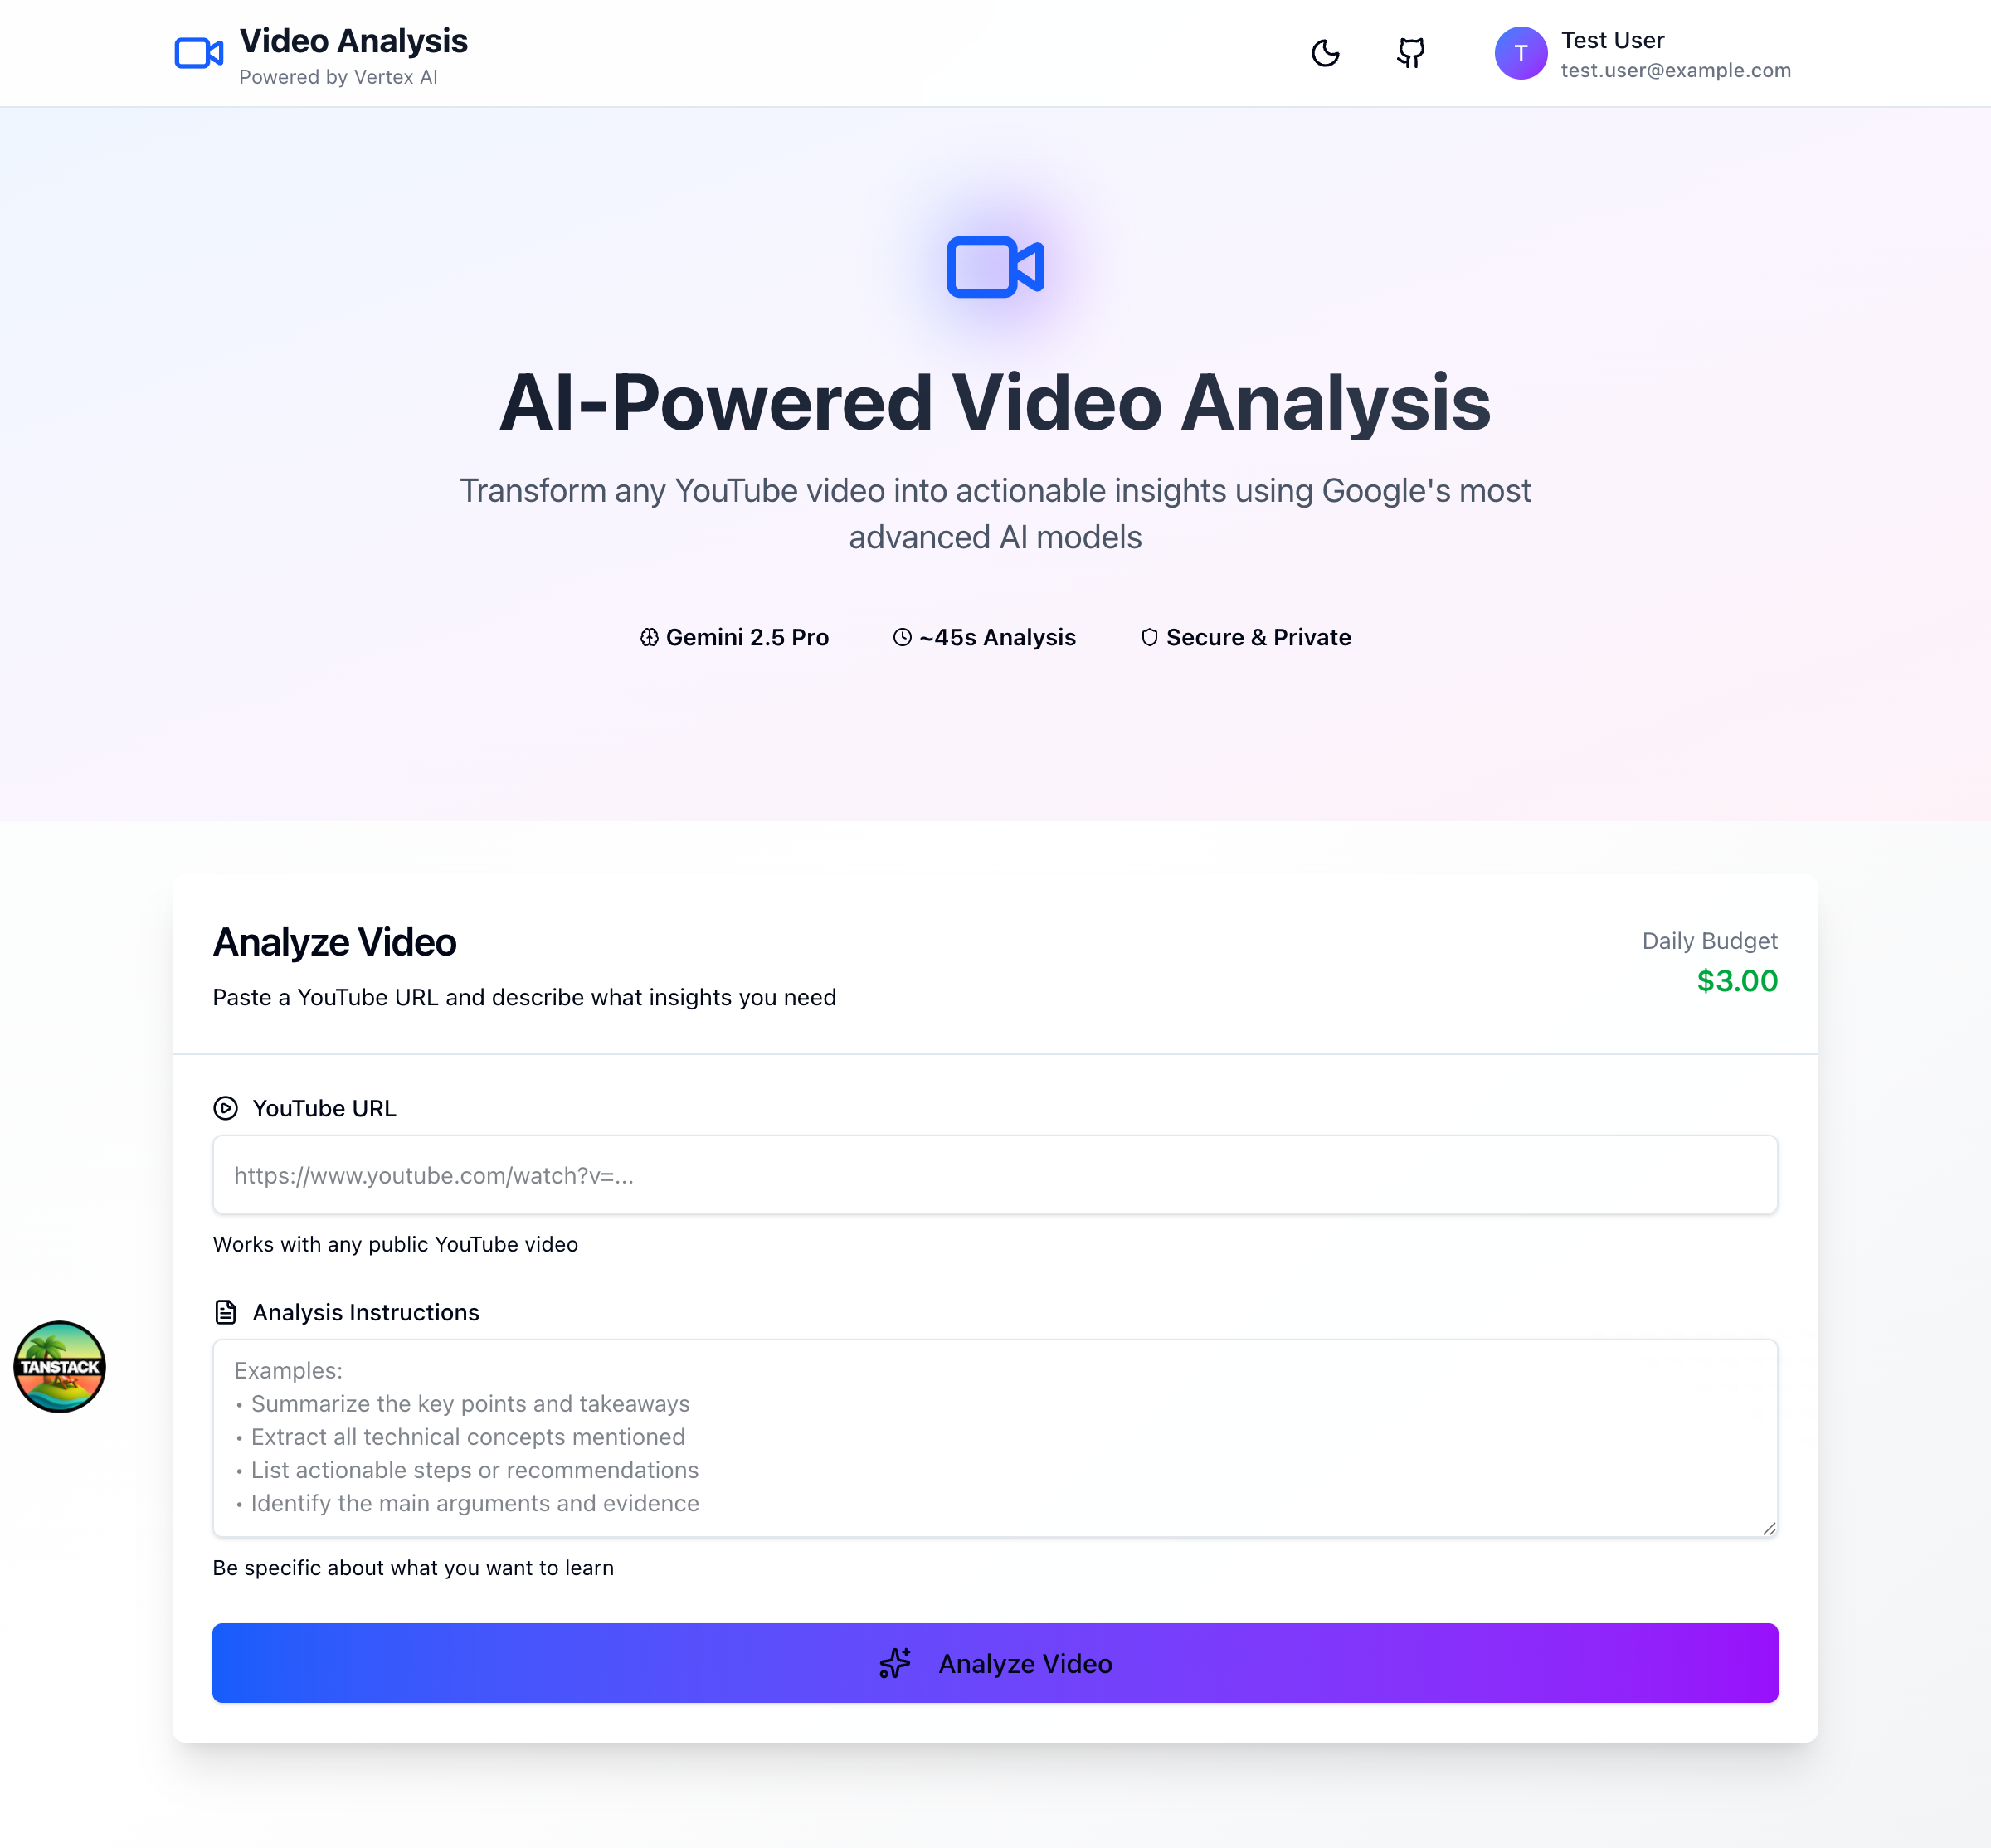 Video Analysis
Powered by Vertex AI
T
Test User
test.user@example.com
AI-Powered Video Analysis
Transform any YouTube video into actionable insights using Google's most
advanced AI models
Gemini 2.5 Pro
~45s Analysis
Secure & Private
Analyze Video
Paste a YouTube URL and describe what insights you need
Daily Budget
$3.00
YouTube URL
https://www.youtube.com/watch?v=...
Works with any public YouTube video
Analysis Instructions
TANSTACK
Examples:
• Summarize the key points and takeaways
• Extract all technical concepts mentioned
• List actionable steps or recommendations
• Identify the main arguments and evidence
Be specific about what you want to learn
Analyze Video